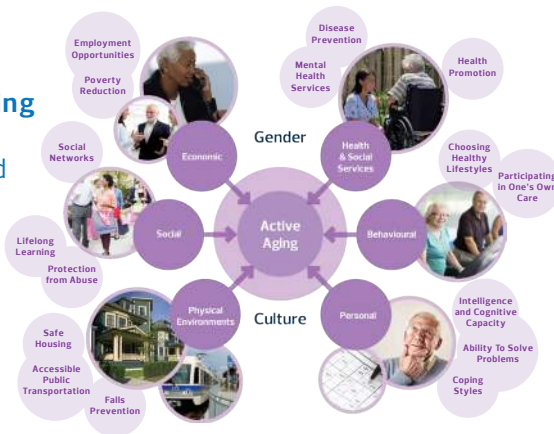 Employment
Opportunities
Poverty
Reduction
Disease
Prevention
Mental
Health
Services
Health
Promotion
ing
Gender
Social
Networks
d
Economic
Health
& Social
Services
Choosing
Healthy
Lifestyles
Participating
in One's Own
Care
Lifelong
Learning
Protection
from Abuse
Social
Active
Aging
Behavioural
Physical
Environments
Culture
Personal
Intelligence
and Cognitive
Capacity
Ability To Solve
Problems
Coping
Styles
Safe
Housing
Accessible
Public
Transportation
Falls
Prevention